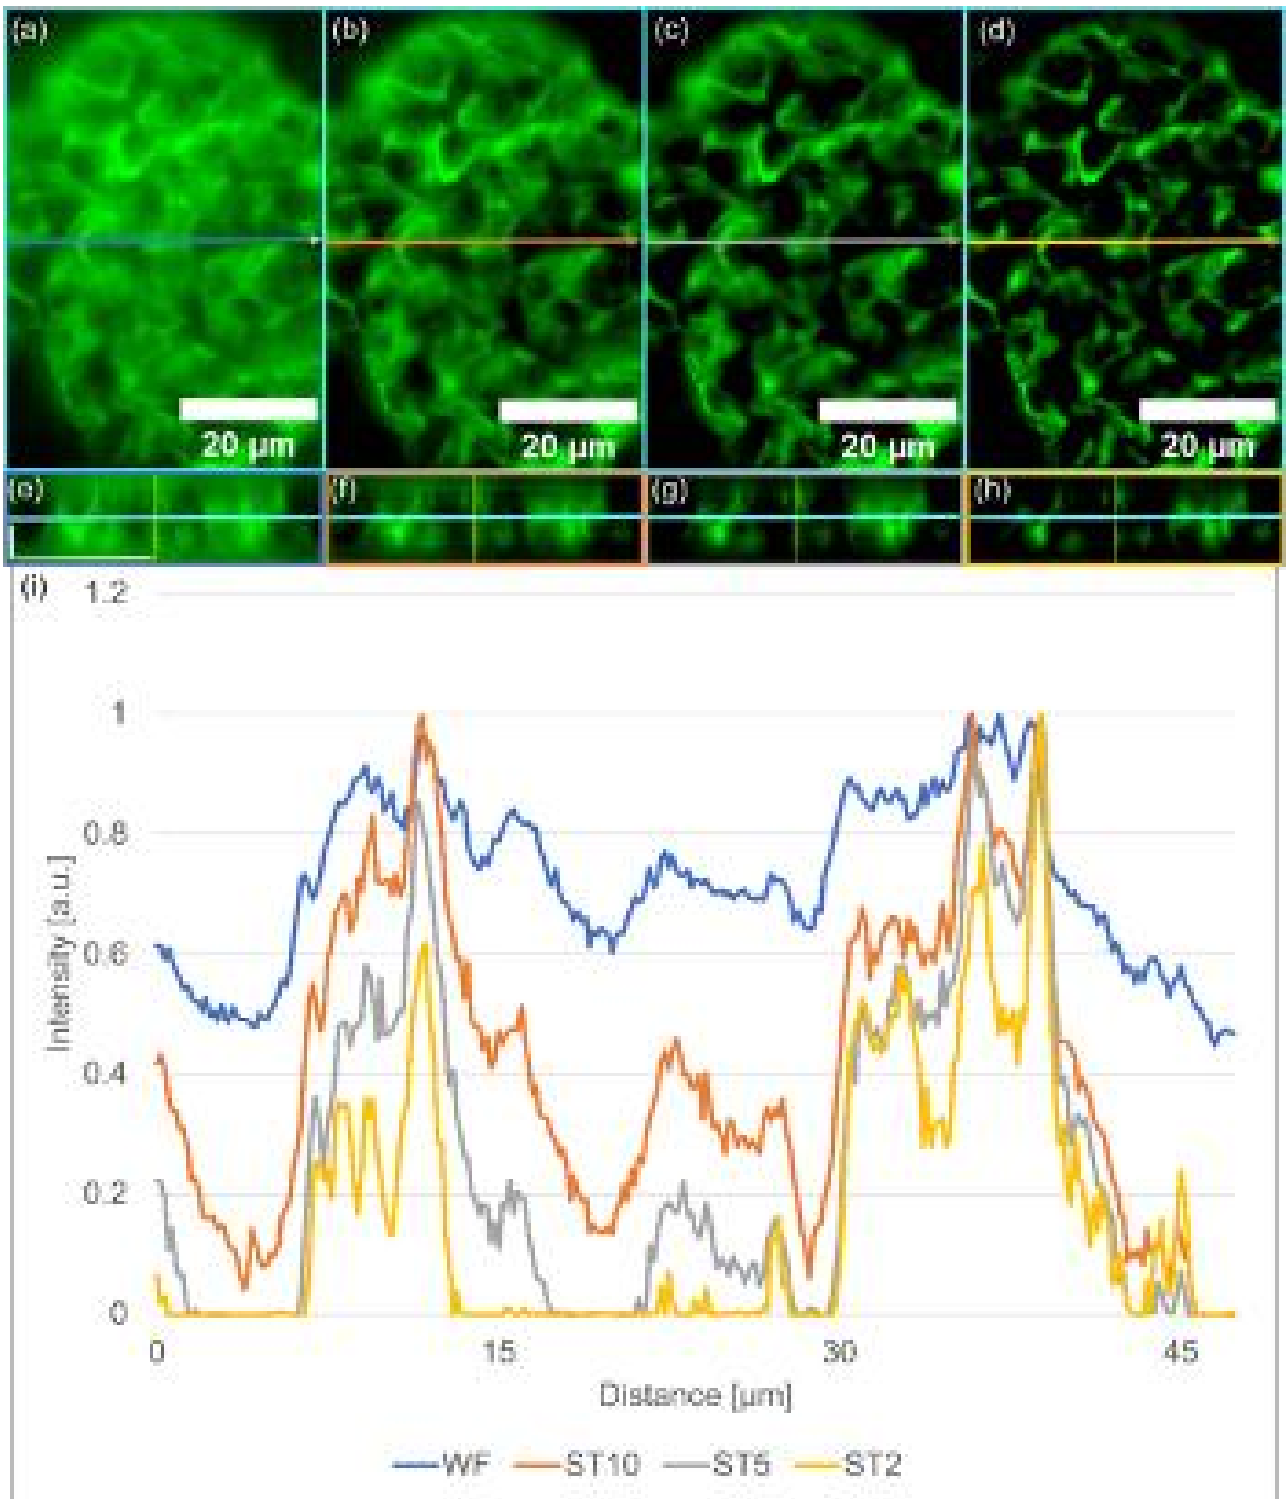 (a) (b) (c) (d)
20 μm 20 μm 20 μm 20 μm
(e) (f) (g) (h)
(i)
1.2
1
0.8
0.6
0.4
0.2
0
Intensity [a.u.]
0 15 30 45
Distance [μm]
WF ST10 ST5 ST2